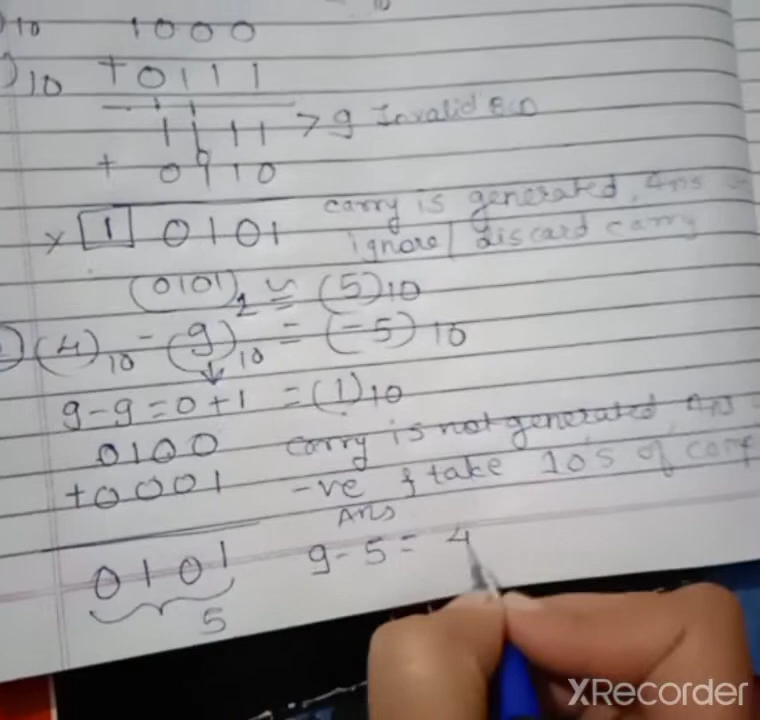 )10 1000
)10 + 0111
1 1
1111 > 9 Invalid BCD
+ 0110
x 1 0101 carry is generated, Ans
ignore / discard carry
(0101)2 ≃ (5)10
(4)10 - (9)10 = (-5)10
↓
9-9=0+1 = (1)10
0100 carry is not generated, Ans
+0001 -ve & take 10's of
Ans
0101 9-5= 4
5
XRecorder